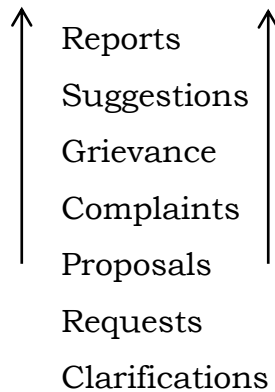 Reports
Suggestions
Grievance
Complaints
Proposals
Requests
Clarifications